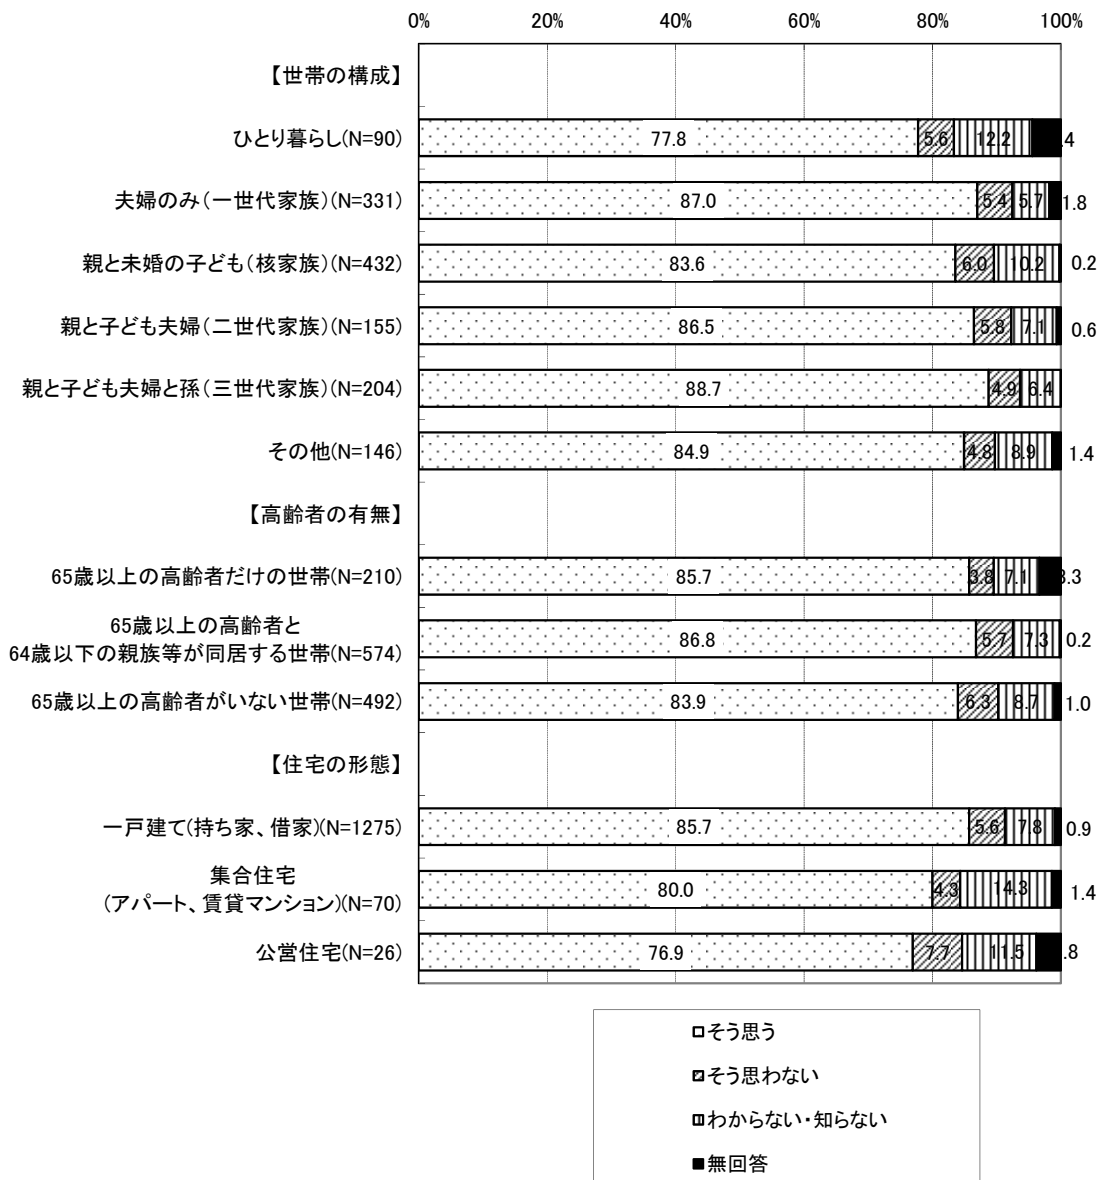 0% 20% 40% 60% 80% 100%
【世帯の構成】
ひとり暮らし(N=90) 77.8 5.6 12.2 .4
夫婦のみ(一世代家族)(N=331) 87.0 5.4 5.7 1.8
親と未婚の子ども(核家族)(N=432) 83.6 6.0 10.2 0.2
親と子ども夫婦(二世代家族)(N=155) 86.5 5.8 7.1 0.6
親と子ども夫婦と孫(三世代家族)(N=204) 88.7 4.9 6.4
その他(N=146) 84.9 4.8 8.9 1.4
【高齢者の有無】
65歳以上の高齢者だけの世帯(N=210) 85.7 3.8 7.1 3.3
65歳以上の高齢者と
64歳以下の親族等が同居する世帯(N=574) 86.8 5.7 7.3 0.2
65歳以上の高齢者がいない世帯(N=492) 83.9 6.3 8.7 1.0
【住宅の形態】
一戸建て(持ち家、借家)(N=1275) 85.7 5.6 7.8 0.9
集合住宅
(アパート、賃貸マンション)(N=70) 80.0 4.3 14.3 1.4
公営住宅(N=26) 76.9 7.7 11.5 .8
そう思う
そう思わない
わからない・知らない
無回答